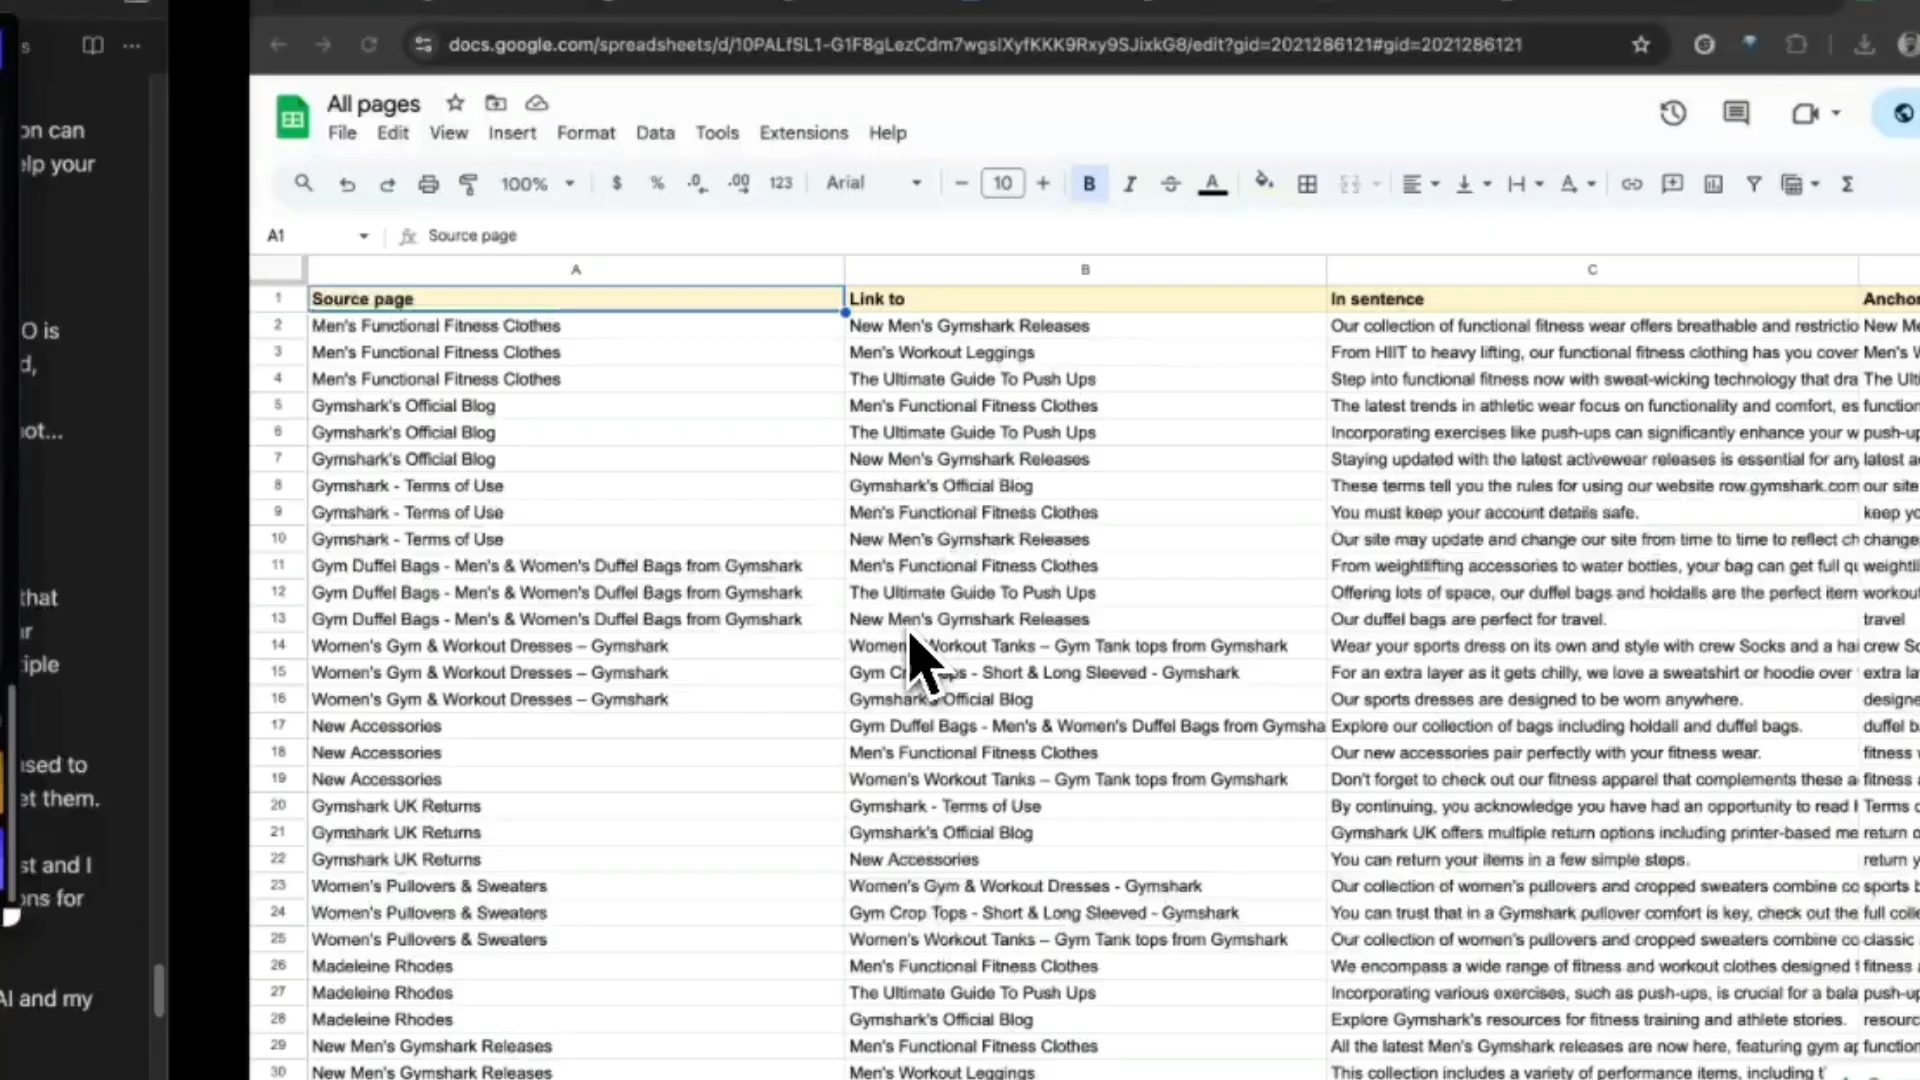 docs.google.com/spreadsheets/d/10PALfSL1-G1F8gLezCdm7wgsIXyfKKK9Rxy9SJixkG8/edit?gid=2021286121#gid=2021286121
All pages
File Edit View Insert Format Data Tools Extensions Help
100% $ % .0 .00 123 Arial 10 B I A Σ
A1 fx Source page
A B C
1 Source page Link to In sentence Anchor
2 Men's Functional Fitness Clothes New Men's Gymshark Releases Our collection of functional fitness wear offers breathable and restrictio New Me
3 Men's Functional Fitness Clothes Men's Workout Leggings From HIIT to heavy lifting, our functional fitness clothing has you cover Men's W
4 Men's Functional Fitness Clothes The Ultimate Guide To Push Ups Step into functional fitness now with sweat-wicking technology that dra The Ulti
5 Gymshark's Official Blog Men's Functional Fitness Clothes The latest trends in athletic wear focus on functionality and comfort, es function
6 Gymshark's Official Blog The Ultimate Guide To Push Ups Incorporating exercises like push-ups can significantly enhance your w push-up
7 Gymshark's Official Blog New Men's Gymshark Releases Staying updated with the latest activewear releases is essential for any latest a
8 Gymshark - Terms of Use Gymshark's Official Blog These terms tell you the rules for using our website row.gymshark.com our site
9 Gymshark - Terms of Use Men's Functional Fitness Clothes You must keep your account details safe. keep yo
10 Gymshark - Terms of Use New Men's Gymshark Releases Our site may update and change our site from time to time to reflect ch change
11 Gym Duffel Bags - Men's & Women's Duffel Bags from Gymshark Men's Functional Fitness Clothes From weightlifting accessories to water bottles, your bag can get full qu weightli
12 Gym Duffel Bags - Men's & Women's Duffel Bags from Gymshark The Ultimate Guide To Push Ups Offering lots of space, our duffel bags and holdalls are the perfect item workout
13 Gym Duffel Bags - Men's & Women's Duffel Bags from Gymshark New Men's Gymshark Releases Our duffel bags are perfect for travel. travel
14 Women's Gym & Workout Dresses – Gymshark Women Workout Tanks – Gym Tank tops from Gymshark Wear your sports dress on its own and style with crew Socks and a hai crew So
15 Women's Gym & Workout Dresses – Gymshark Gym Cr ps - Short & Long Sleeved - Gymshark For an extra layer as it gets chilly, we love a sweatshirt or hoodie over extra la
16 Women's Gym & Workout Dresses – Gymshark Gymshark's Official Blog Our sports dresses are designed to be worn anywhere. designe
17 New Accessories Gym Duffel Bags - Men's & Women's Duffel Bags from Gymsha Explore our collection of bags including holdall and duffel bags. duffel b
18 New Accessories Men's Functional Fitness Clothes Our new accessories pair perfectly with your fitness wear. fitness
19 New Accessories Women's Workout Tanks – Gym Tank tops from Gymshark Don't forget to check out our fitness apparel that complements these a fitness
20 Gymshark UK Returns Gymshark - Terms of Use By continuing, you acknowledge you have had an opportunity to read Terms
21 Gymshark UK Returns Gymshark's Official Blog Gymshark UK offers multiple return options including printer-based me return o
22 Gymshark UK Returns New Accessories You can return your items in a few simple steps. return y
23 Women's Pullovers & Sweaters Women's Gym & Workout Dresses - Gymshark Our collection of women's pullovers and cropped sweaters combine co sports b
24 Women's Pullovers & Sweaters Gym Crop Tops - Short & Long Sleeved - Gymshark You can trust that in a Gymshark pullover comfort is key, check out the full colle
25 Women's Pullovers & Sweaters Women's Workout Tanks – Gym Tank tops from Gymshark Our collection of women's pullovers and cropped sweaters combine co classic
26 Madeleine Rhodes Men's Functional Fitness Clothes We encompass a wide range of fitness and workout clothes designed t fitness
27 Madeleine Rhodes The Ultimate Guide To Push Ups Incorporating various exercises, such as push-ups, is crucial for a bala push-up
28 Madeleine Rhodes Gymshark's Official Blog Explore Gymshark's resources for fitness training and athlete stories. resourc
29 New Men's Gymshark Releases Men's Functional Fitness Clothes All the latest Men's Gymshark releases are now here, featuring gym ap function
30 New Men's Gymshark Releases Men's Workout Leggings This collection includes a variety of performance items, including
s
on can
elp your
O is
d,
ot...
that
ir
iple
sed to
et them.
st and I
ons for
AI and my